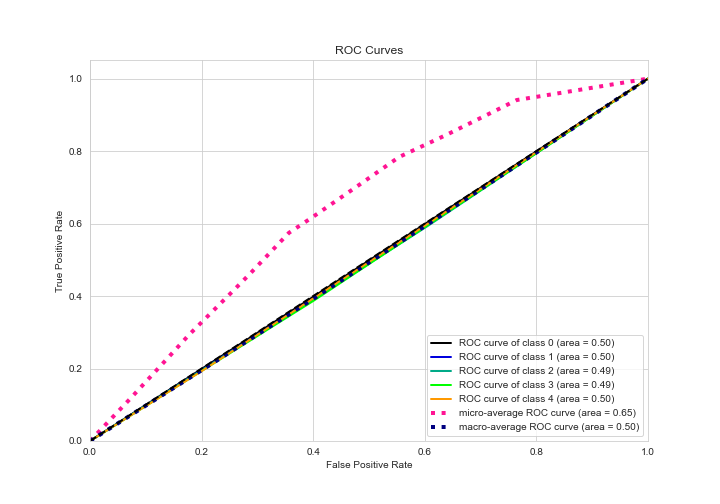 ROC Curves
True Positive Rate
1.0
0.8
0.6
0.4
0.2
0.0
ROC curve of class 0 (area = 0.50)
ROC curve of class 1 (area = 0.50)
ROC curve of class 2 (area = 0.49)
ROC curve of class 3 (area = 0.49)
ROC curve of class 4 (area = 0.50)
micro-average ROC curve (area = 0.65)
macro-average ROC curve (area = 0.50)
0.0 0.2 0.4 0.6 0.8 1.0
False Positive Rate